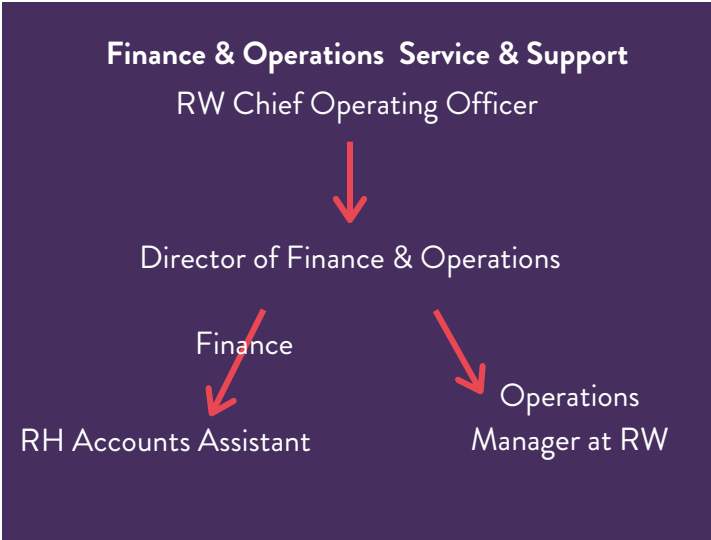 Finance & Operations  Service & Support
RW Chief Operating Officer
Director of Finance & Operations
Finance
RH Accounts Assistant
Operations
Manager at RW